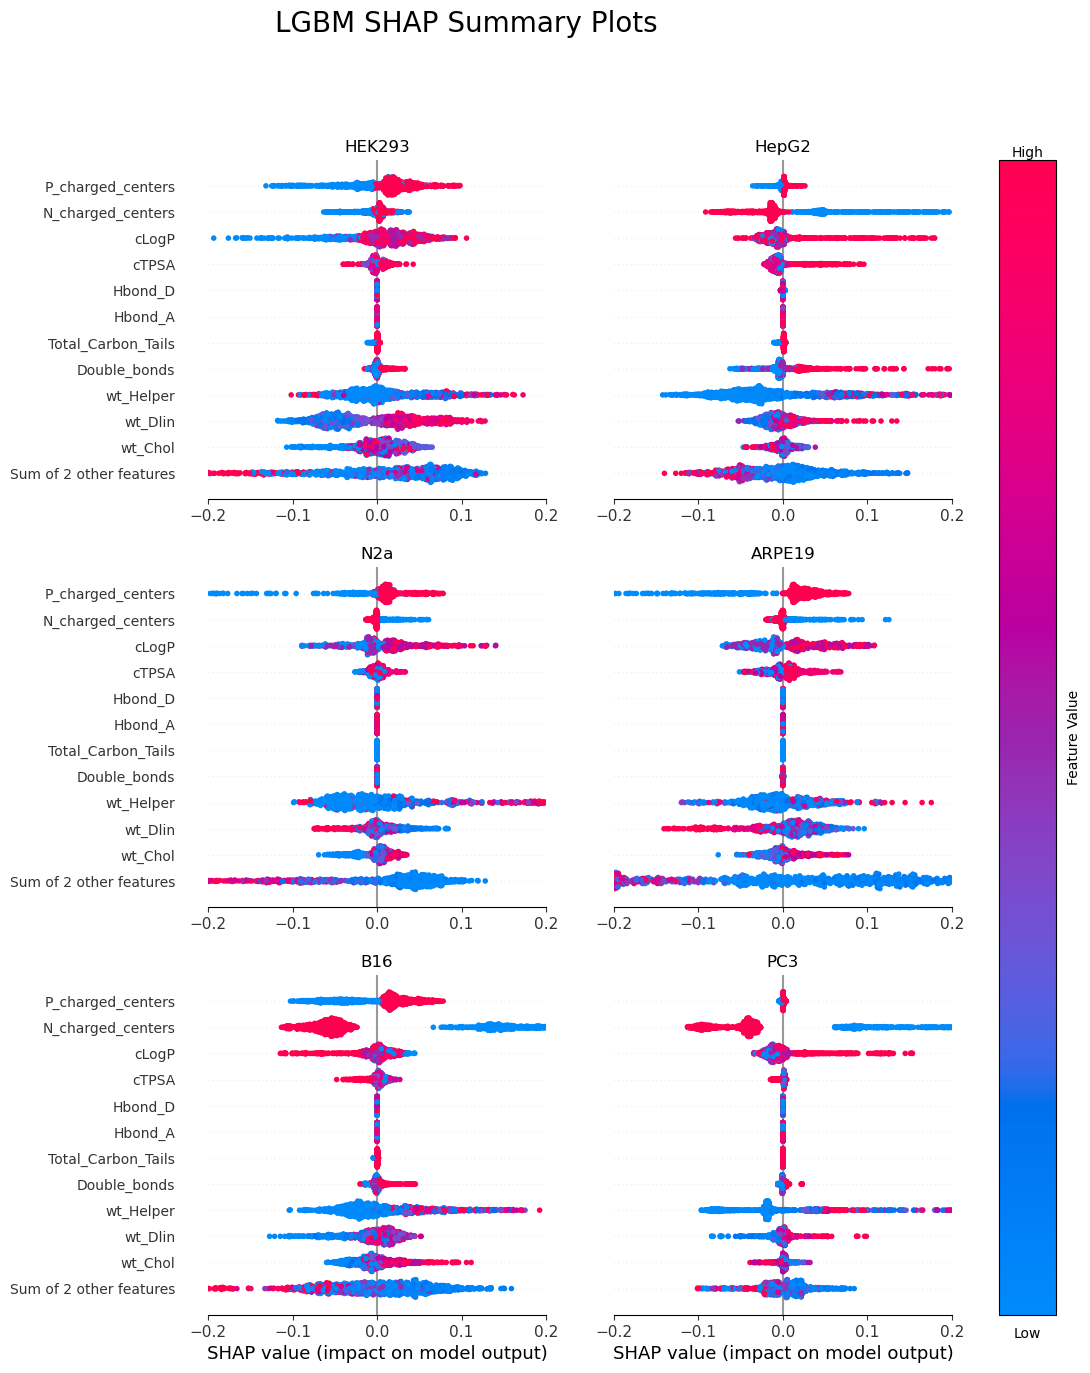 LGBM SHAP Summary Plots
HEK293
HepG2
High
P_charged_centers
N_charged_centers
cLogP
cTPSA
Hbond_D
Hbond_A
Total_Carbon_Tails
Double_bonds
wt_Helper
wt_Dlin
wt_Chol
Sum of 2 other features
−0.2 −0.1 0.0 0.1 0.2
−0.2 −0.1 0.0 0.1 0.2
N2a
ARPE19
P_charged_centers
N_charged_centers
cLogP
cTPSA
Hbond_D
Hbond_A
Total_Carbon_Tails
Double_bonds
wt_Helper
wt_Dlin
wt_Chol
Sum of 2 other features
−0.2 −0.1 0.0 0.1 0.2
−0.2 −0.1 0.0 0.1 0.2
Feature Value
B16
PC3
P_charged_centers
N_charged_centers
cLogP
cTPSA
Hbond_D
Hbond_A
Total_Carbon_Tails
Double_bonds
wt_Helper
wt_Dlin
wt_Chol
Sum of 2 other features
−0.2 −0.1 0.0 0.1 0.2
−0.2 −0.1 0.0 0.1 0.2
SHAP value (impact on model output)
SHAP value (impact on model output)
Low